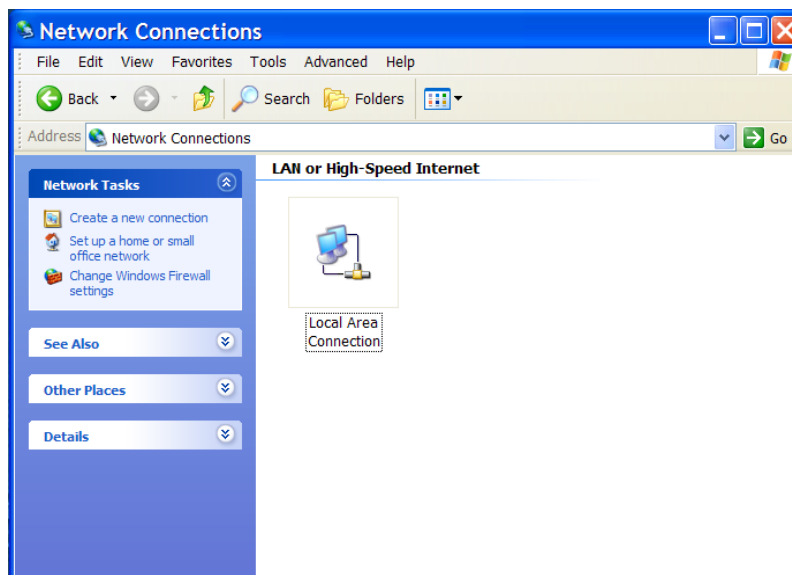 Network Connections
File Edit View Favorites Tools Advanced Help
Back Search Folders
Address Network Connections Go
Network Tasks
Create a new connection
Set up a home or small
office network
Change Windows Firewall
settings
See Also
Other Places
Details
LAN or High-Speed Internet
Local Area
Connection